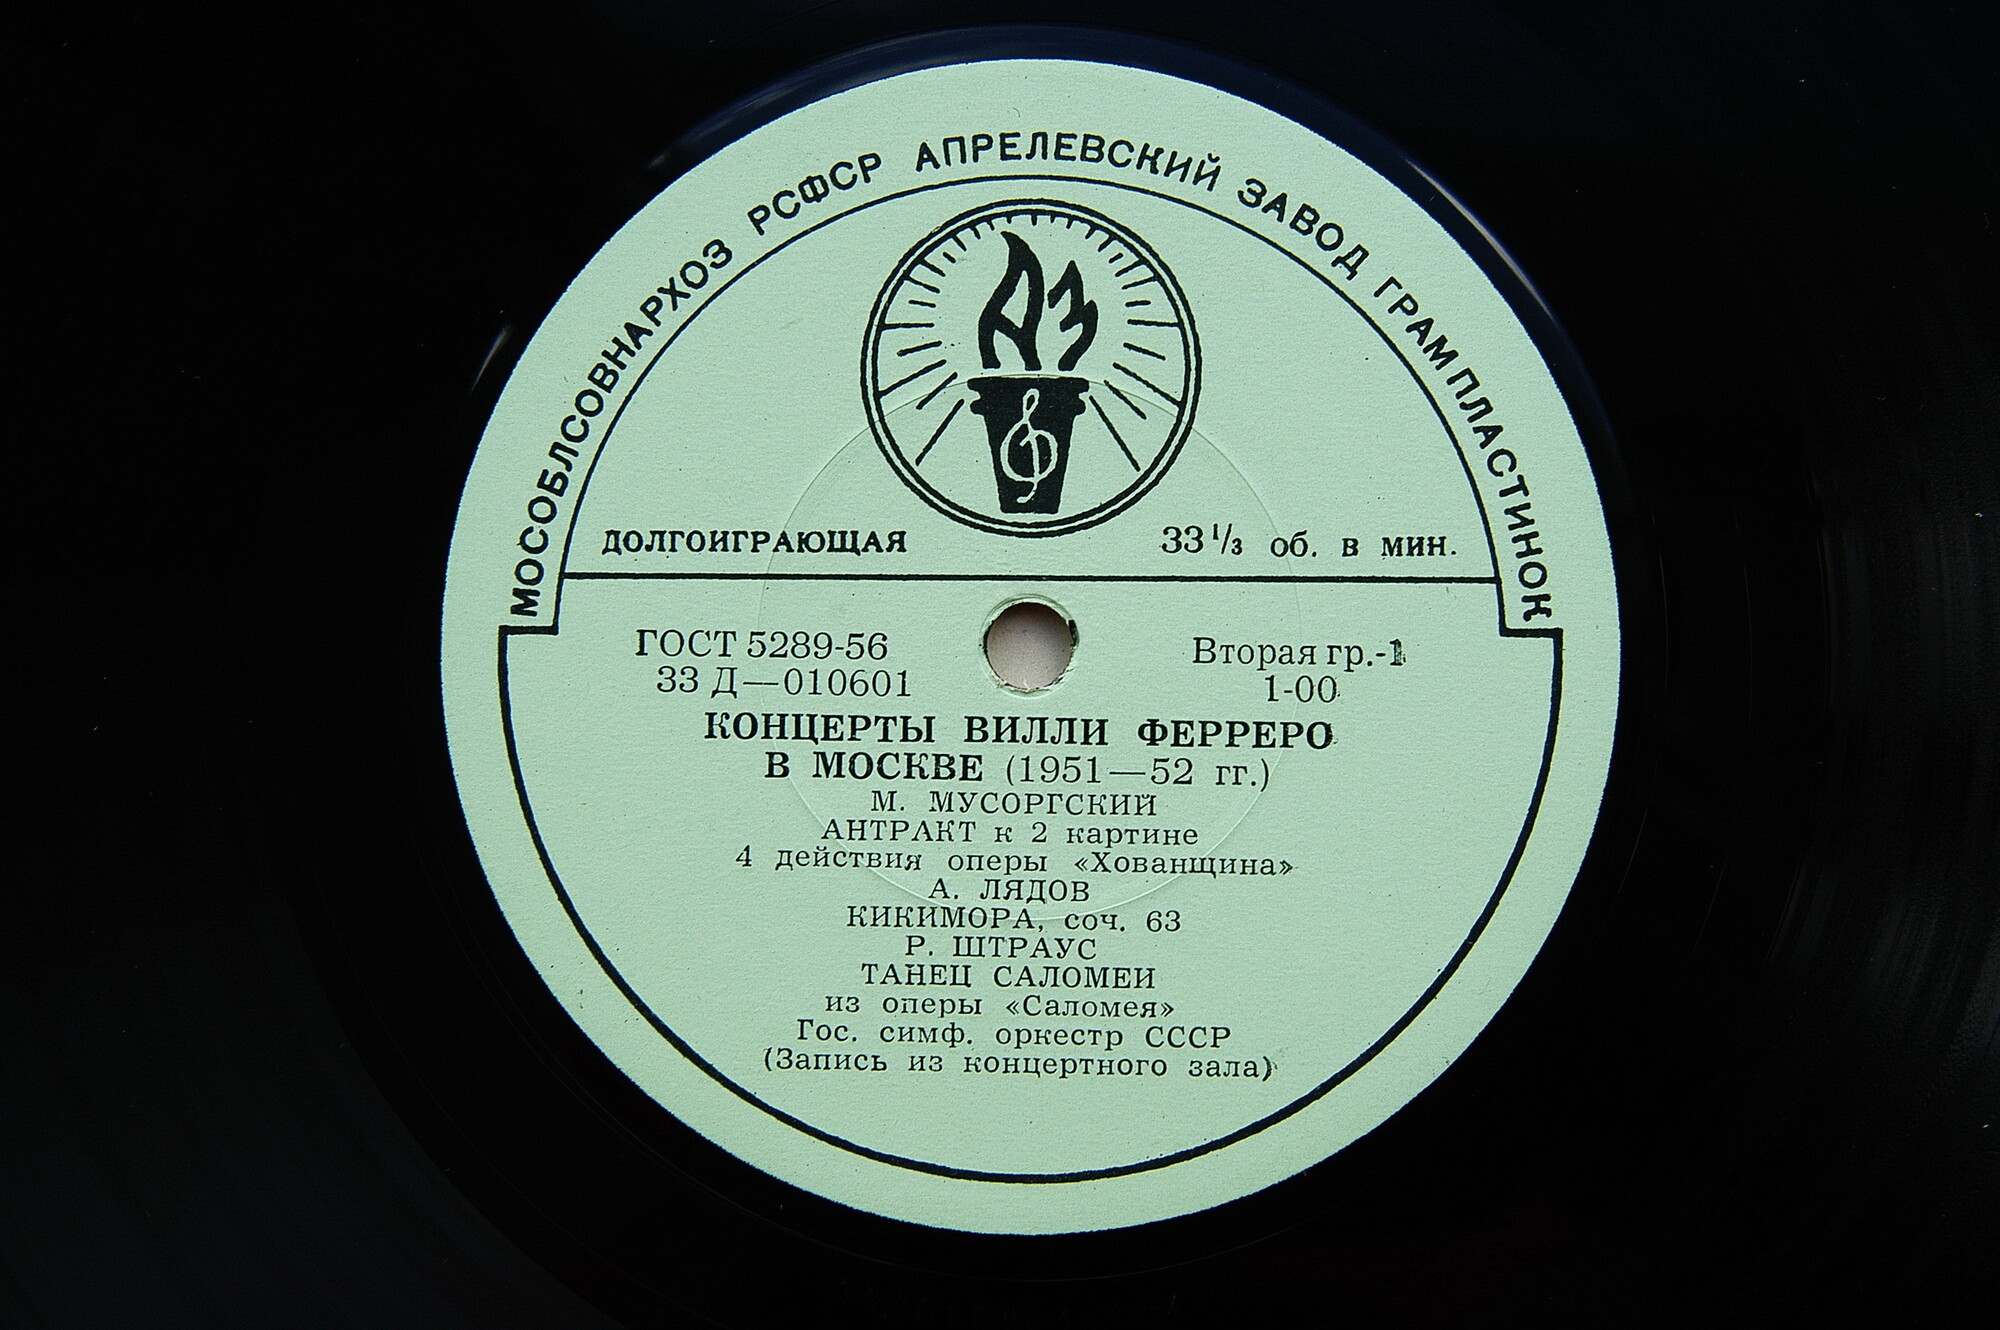 МОСОБЛСОВНАРХОЗ РСФСР АПРЕЛЕВСКИЙ ЗАВОД ГРАМПЛАСТИНОК
АЗ
ДОЛГОИГРАЮЩАЯ 33 1/3 об. в мин.
ГОСТ 5289-56 Вторая гр.-1
33 Д—010601 1-00
КОНЦЕРТЫ ВИЛЛИ ФЕРРЕРО
В МОСКВЕ (1951—52 гг.)
М. МУСОРГСКИЙ
АНТРАКТ к 2 картине
4 действия оперы «Хованщина»
А. ЛЯДОВ
КИКИМОРА, соч. 63
Р. ШТРАУС
ТАНЕЦ САЛОМЕИ
из оперы «Саломея»
Гос. симф. оркестр СССР
(Запись из концертного зала)